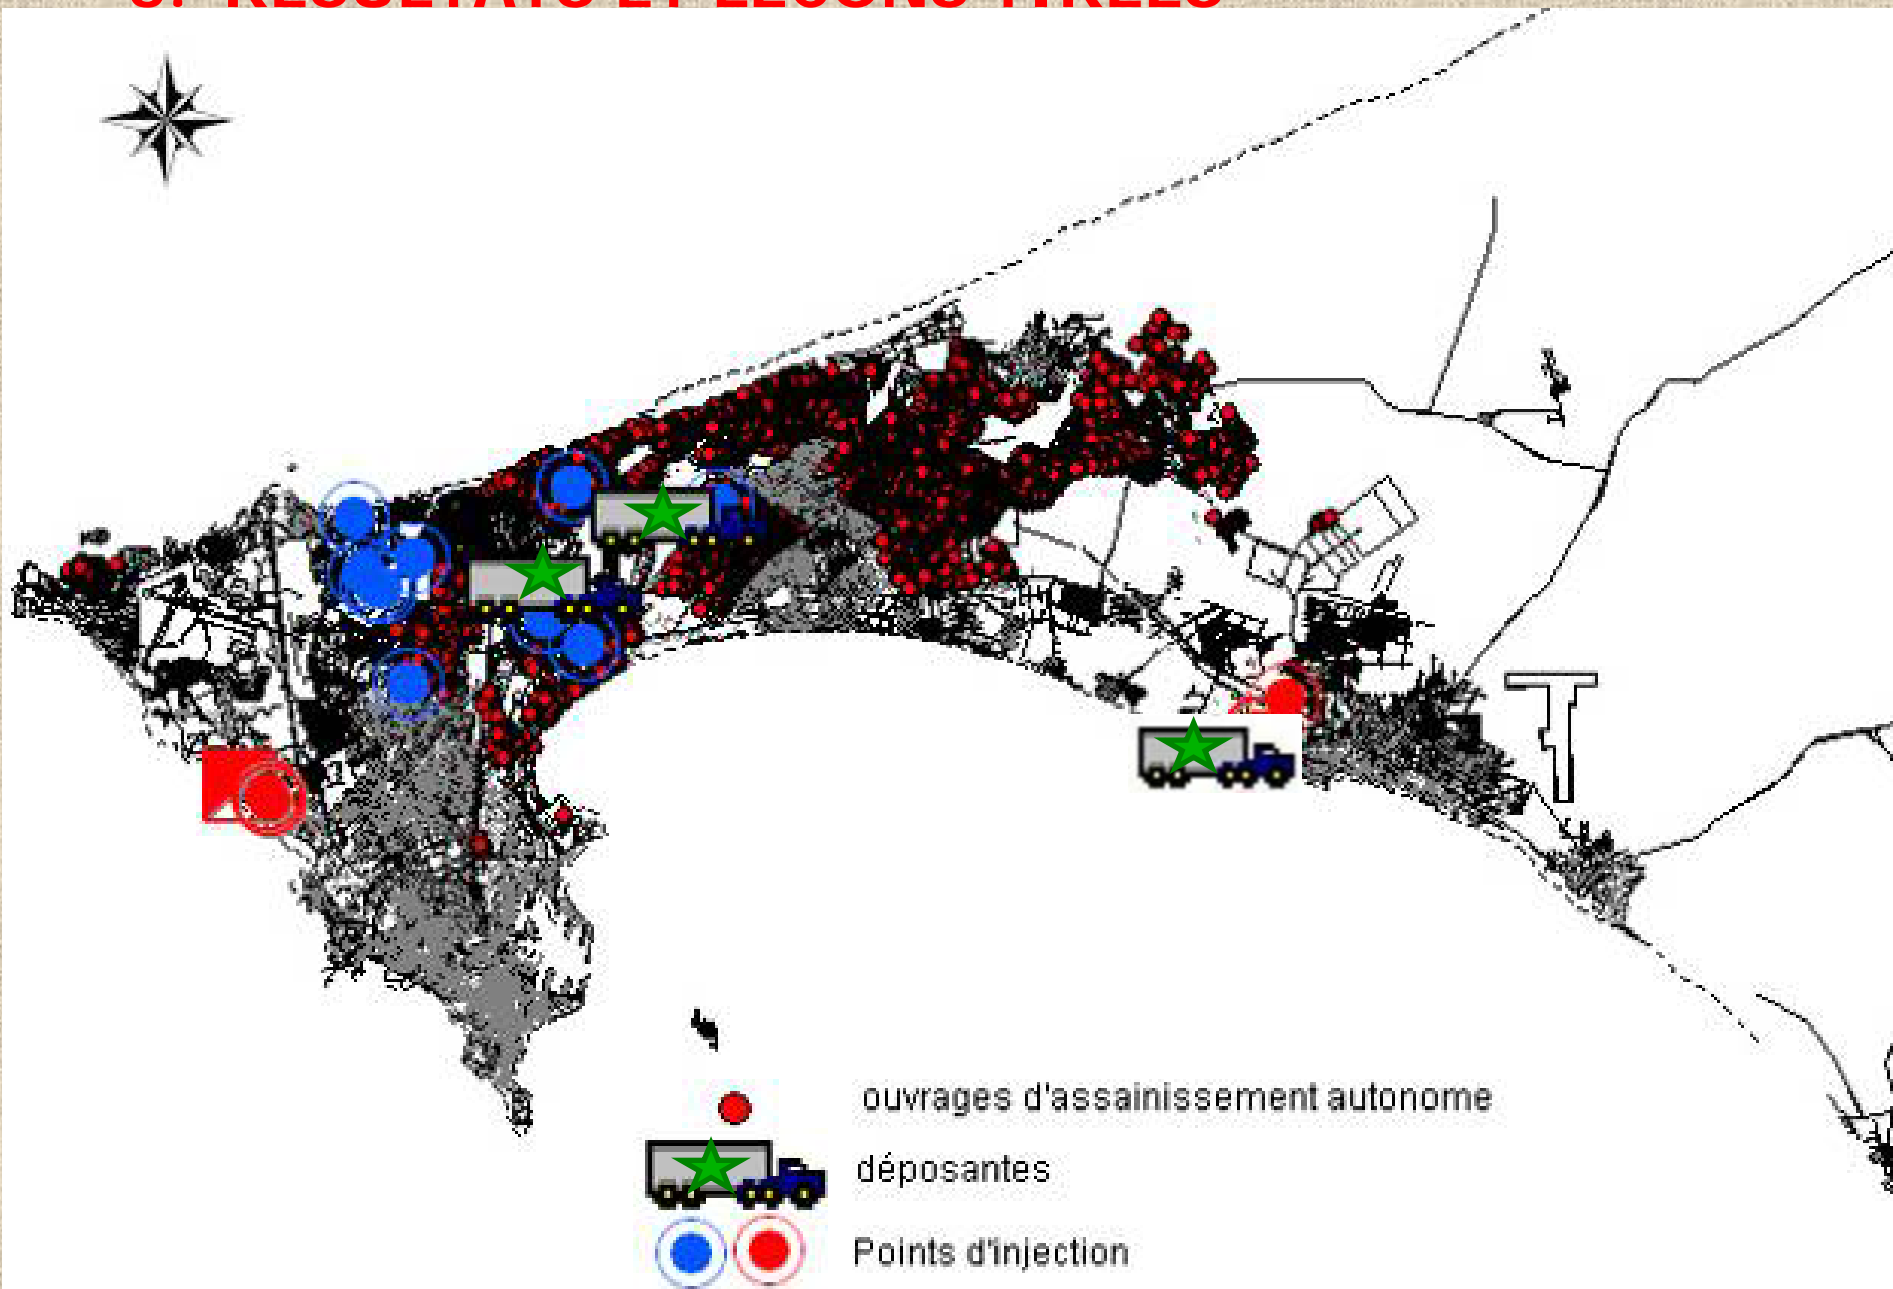 ouvrages d'assainissement autonome
déposantes
Points d'injection